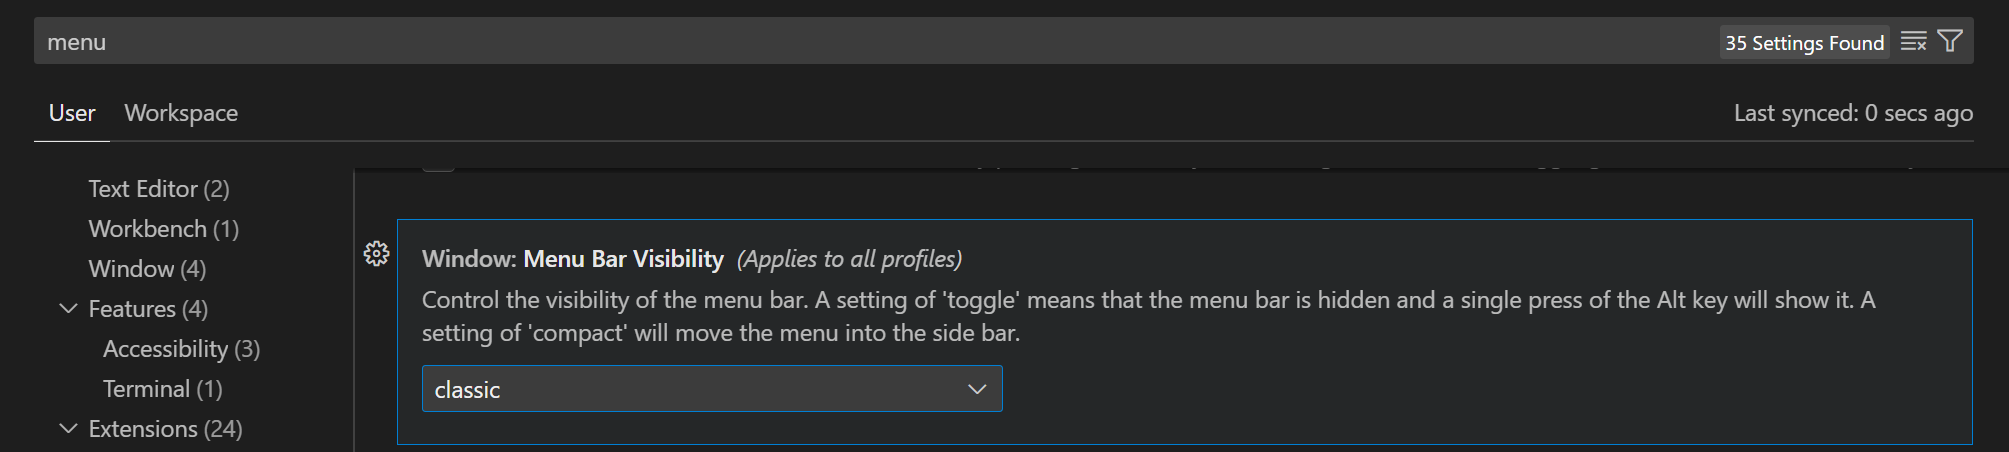 menu
35 Settings Found
User
Workspace
Last synced: 0 secs ago
Text Editor (2)
Workbench (1)
Window (4)
Features (4)
Accessibility (3)
Terminal (1)
Extensions (24)
Window: Menu Bar Visibility (Applies to all profiles)
Control the visibility of the menu bar. A setting of 'toggle' means that the menu bar is hidden and a single press of the Alt key will show it. A
setting of 'compact' will move the menu into the side bar.
classic